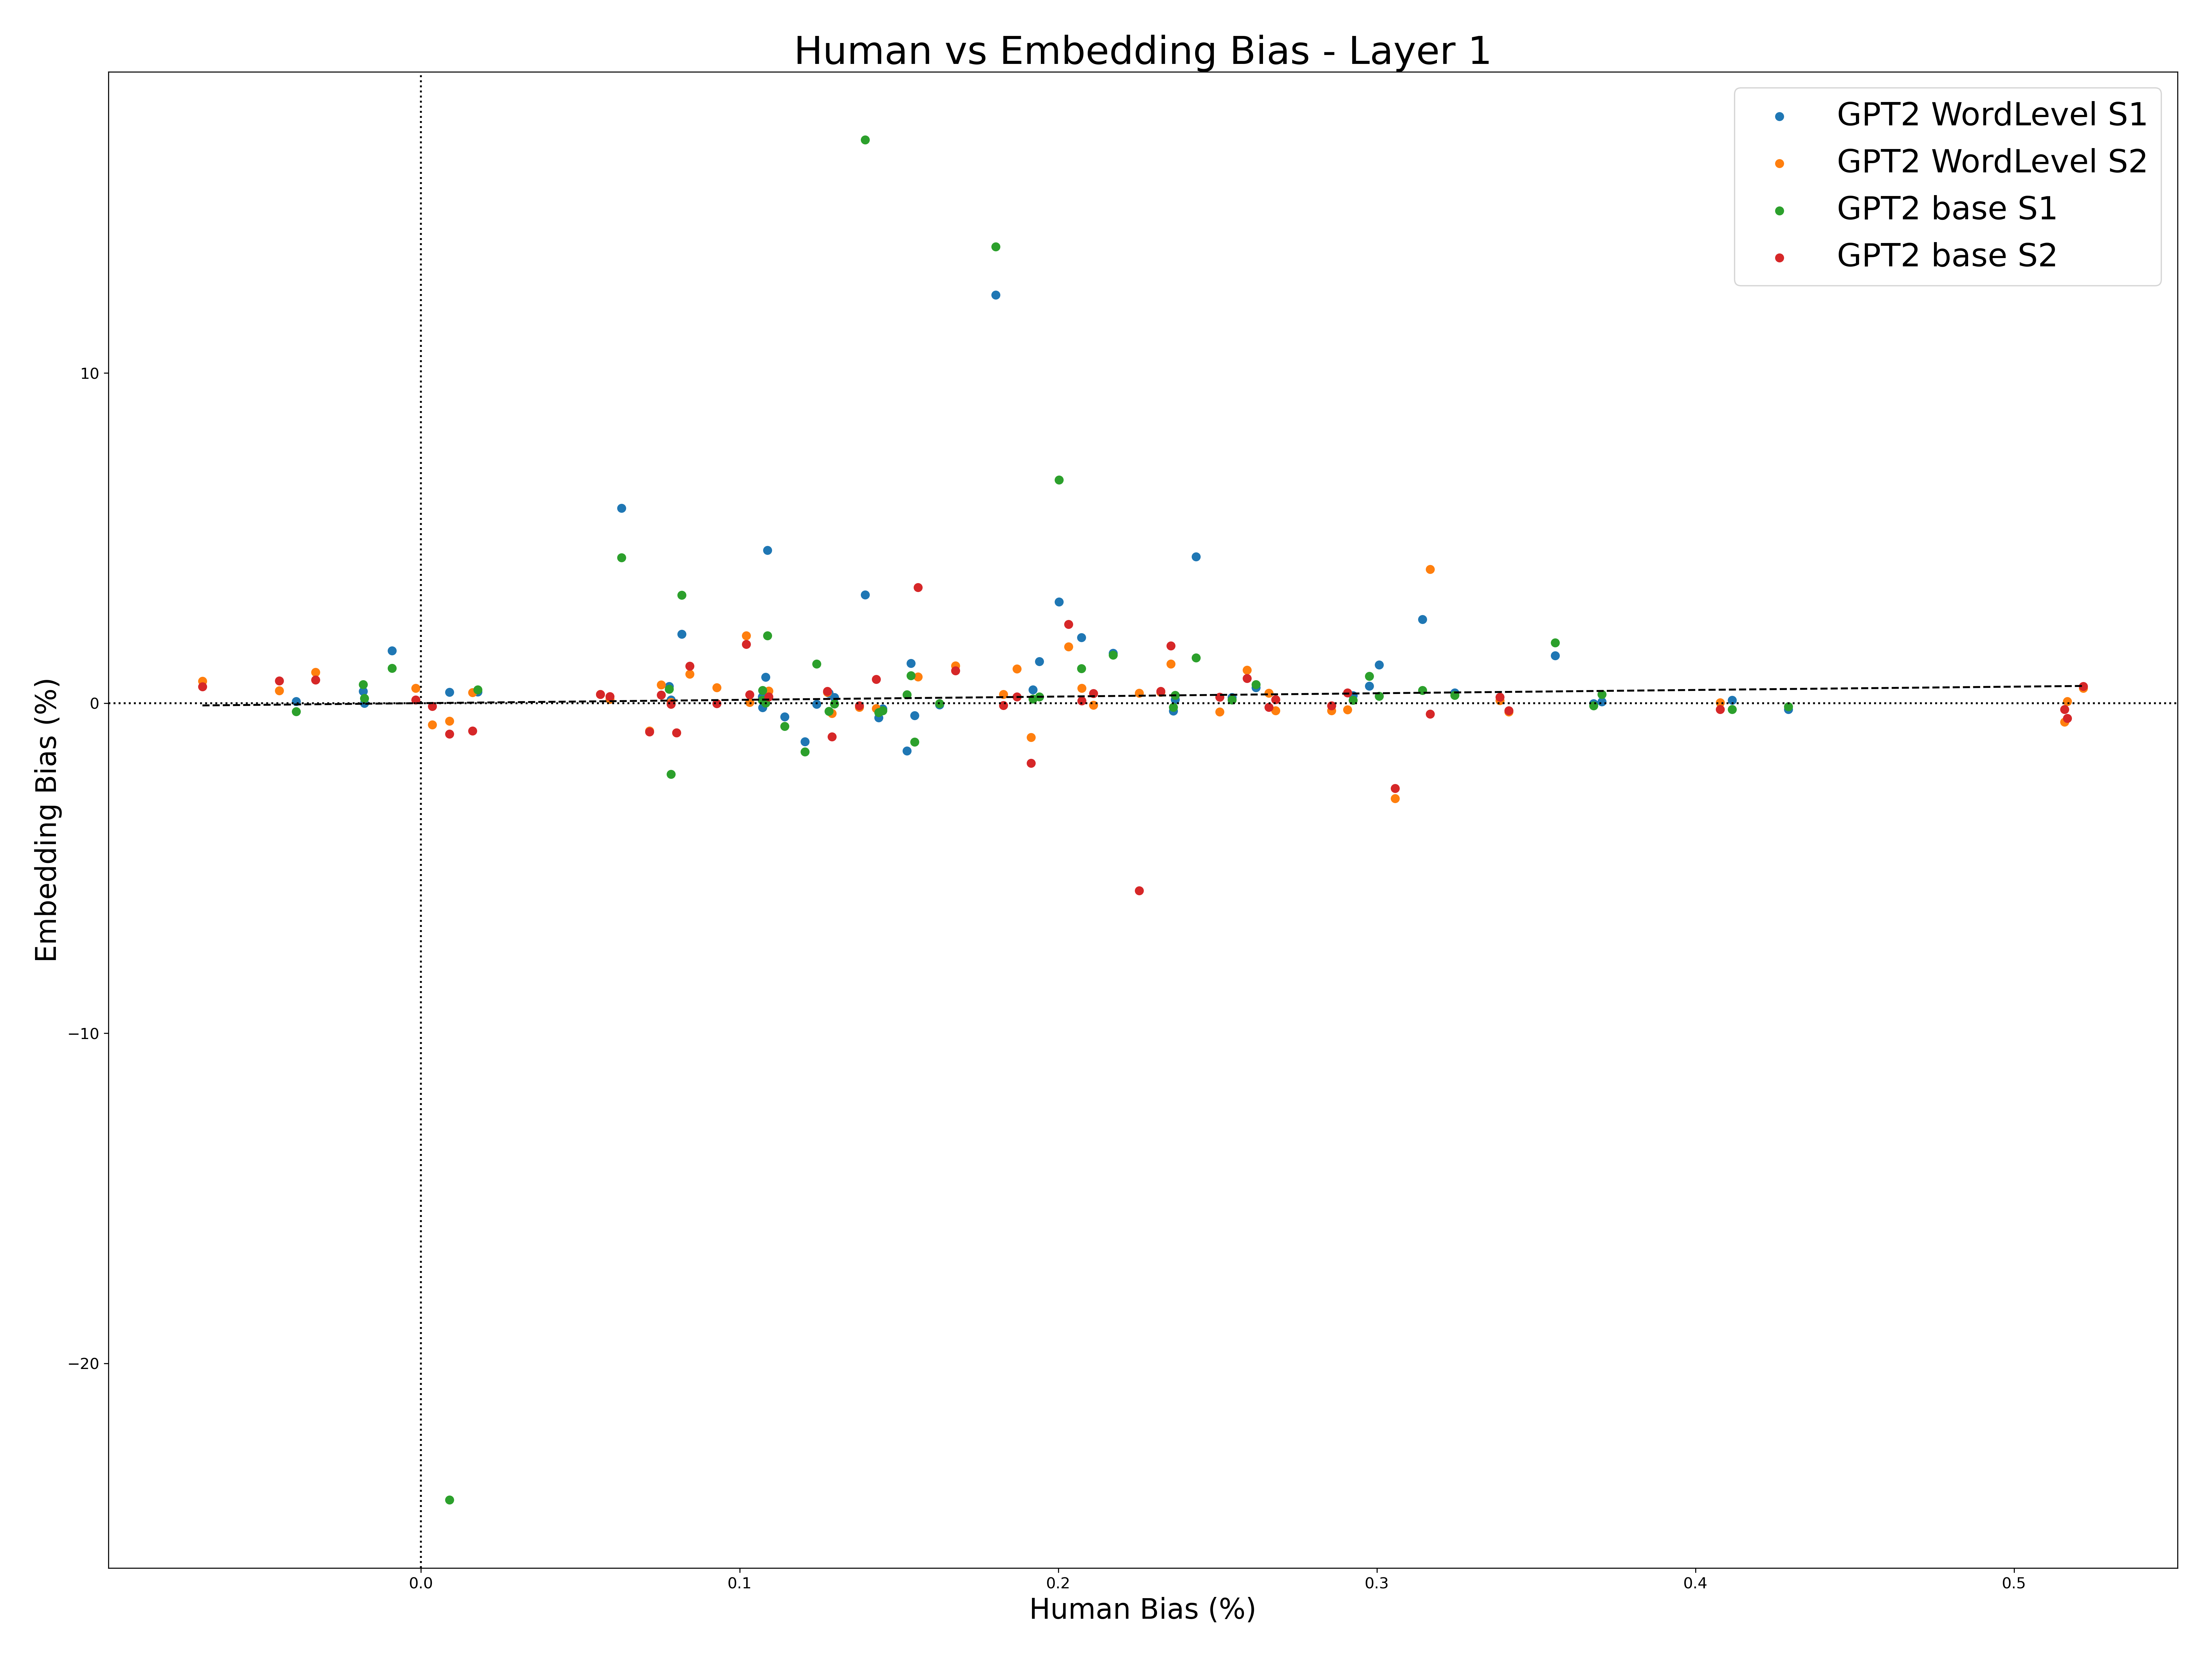 Human vs Embedding Bias - Layer 1
GPT2 WordLevel S1
GPT2 WordLevel S2
GPT2 base S1
GPT2 base S2
10
0
−10
−20
Embedding Bias (%)
0.0 0.1 0.2 0.3 0.4 0.5
Human Bias (%)